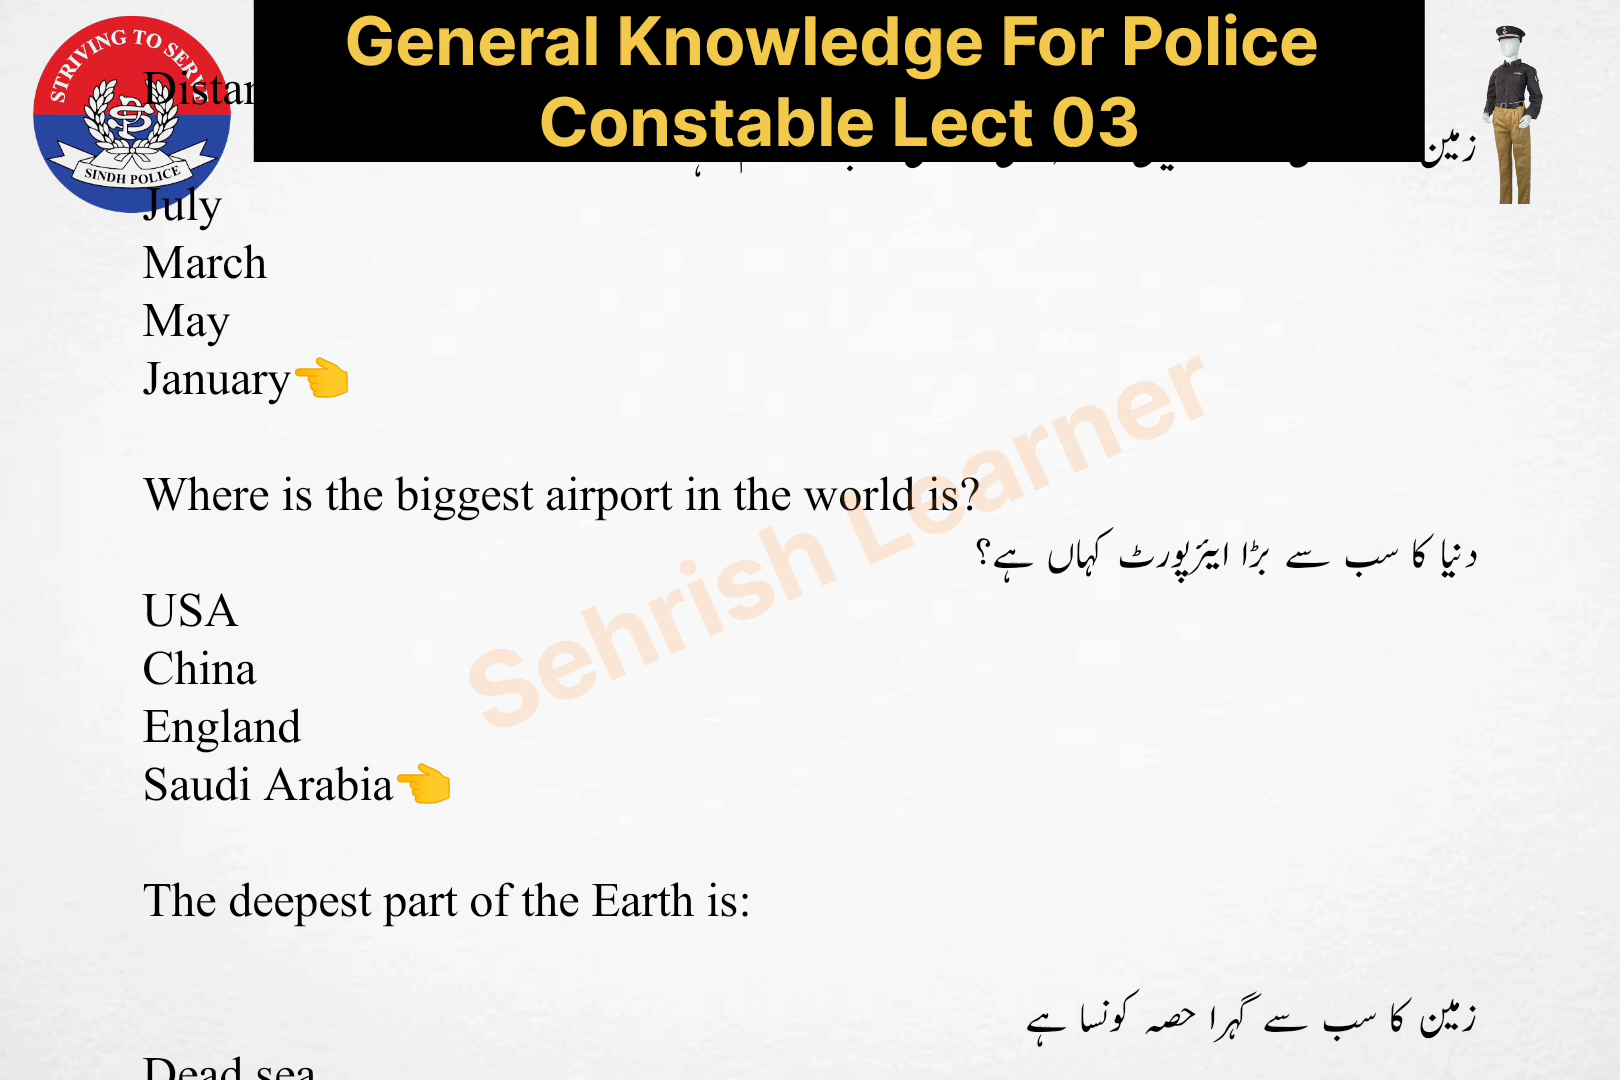 General Knowledge For Police
Constable Lect 03
STRIVING TO SERVE
SINDH POLICE
زمین
July
March
May
January👈
Where is the biggest airport in the world is?
دنیا کا سب سے بڑا ایئرپورٹ کہاں ہے؟
USA
China
England
Saudi Arabia👈
The deepest part of the Earth is:
زمین کا سب سے گہرا حصہ کونسا ہے
Dead sea
Sehrish Learner